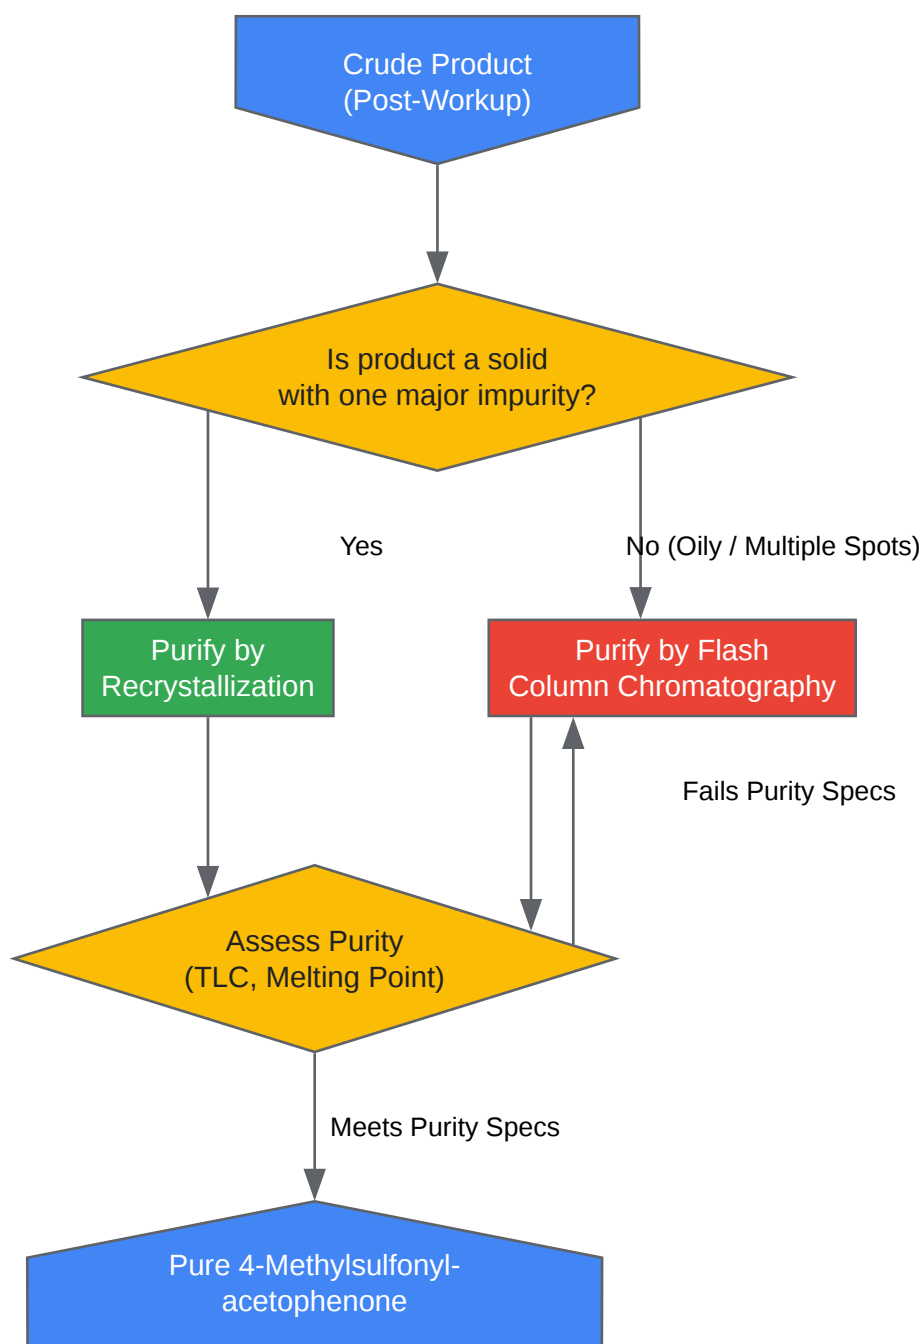 Crude Product
(Post-Workup)
Is product a solid
with one major impurity?
Yes
No (Oily / Multiple Spots)
Purify by
Recrystallization
Purify by Flash
Column Chromatography
Fails Purity Specs
Assess Purity
(TLC, Melting Point)
Meets Purity Specs
Pure 4-Methylsulfonyl-
acetophenone